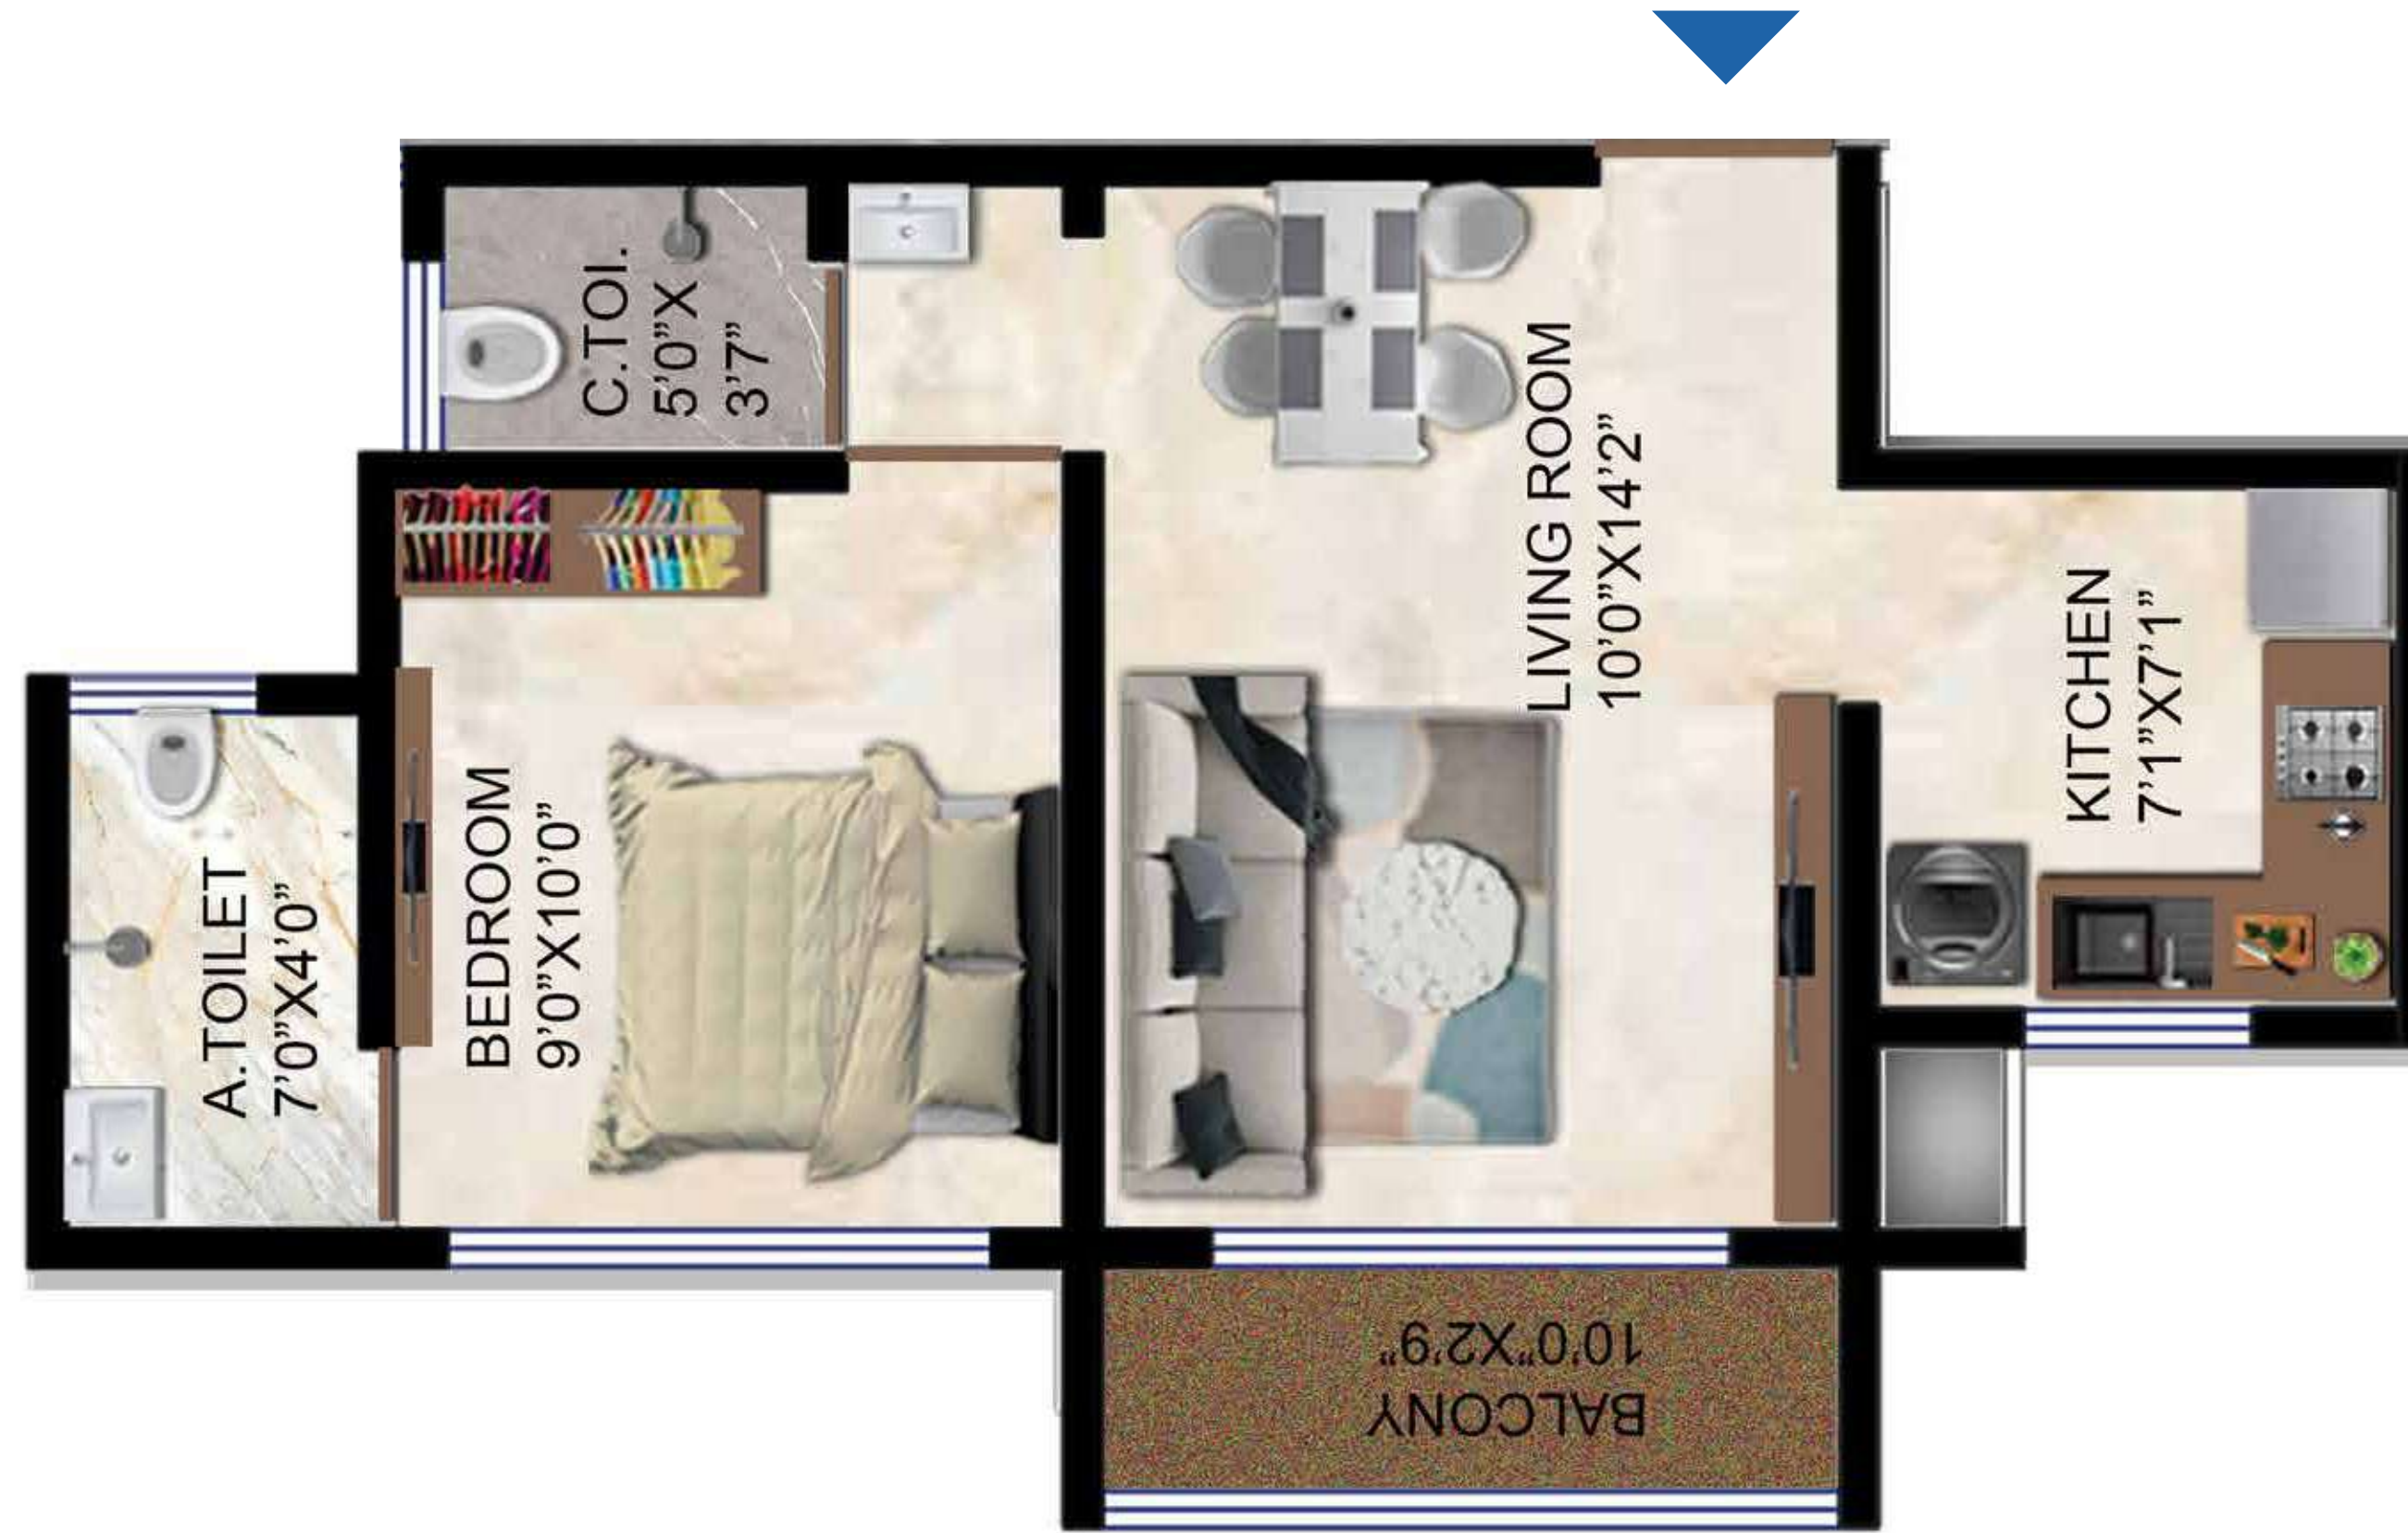 C.TOI.
5'0"X
3'7"
A.TOILET
7'0"X4'0"
BEDROOM
9'0"X10'0"
LIVING ROOM
10'0"X14'2"
KITCHEN
7'1"X7'1"
BALCONY
10'0"X2'9"